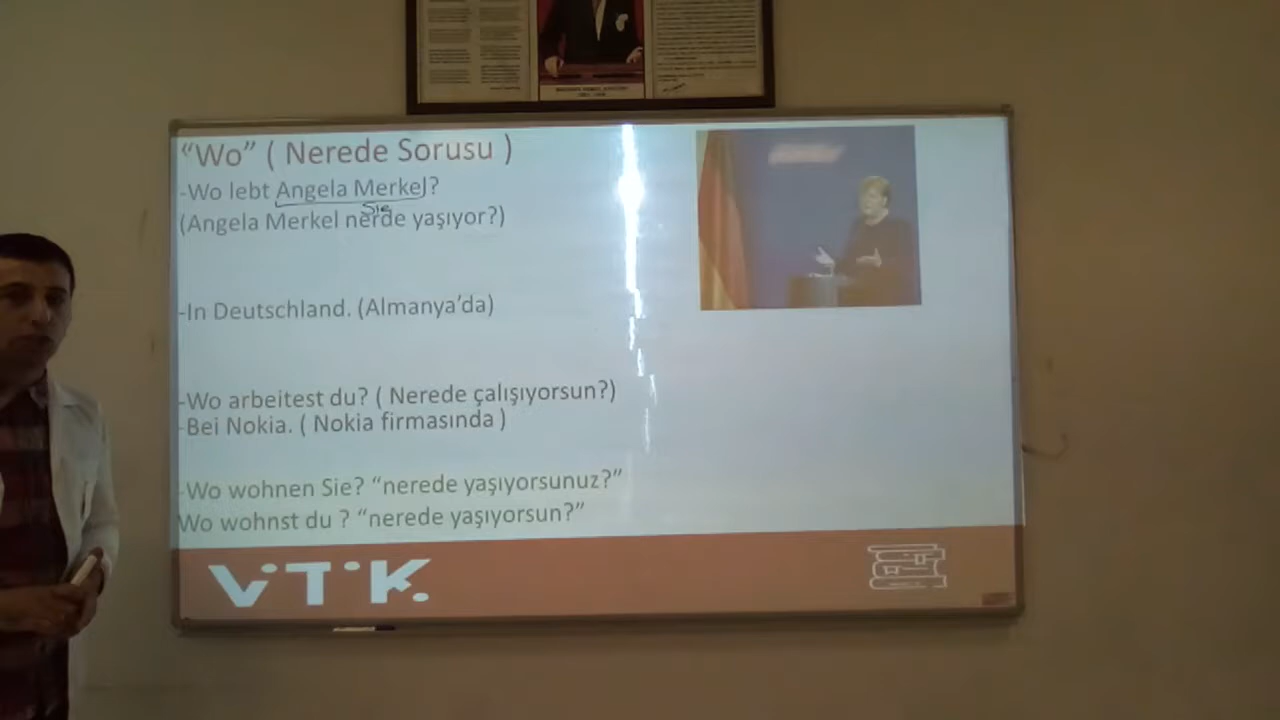 “Wo” ( Nerede Sorusu )
-Wo lebt Angela Merkel?
Sie
(Angela Merkel nerde yaşıyor?)
-In Deutschland. (Almanya’da)
-Wo arbeitest du? ( Nerede çalışıyorsun?)
-Bei Nokia. ( Nokia firmasında )
-Wo wohnen Sie? “nerede yaşıyorsunuz?”
Wo wohnst du ? “nerede yaşıyorsun?”
VTK